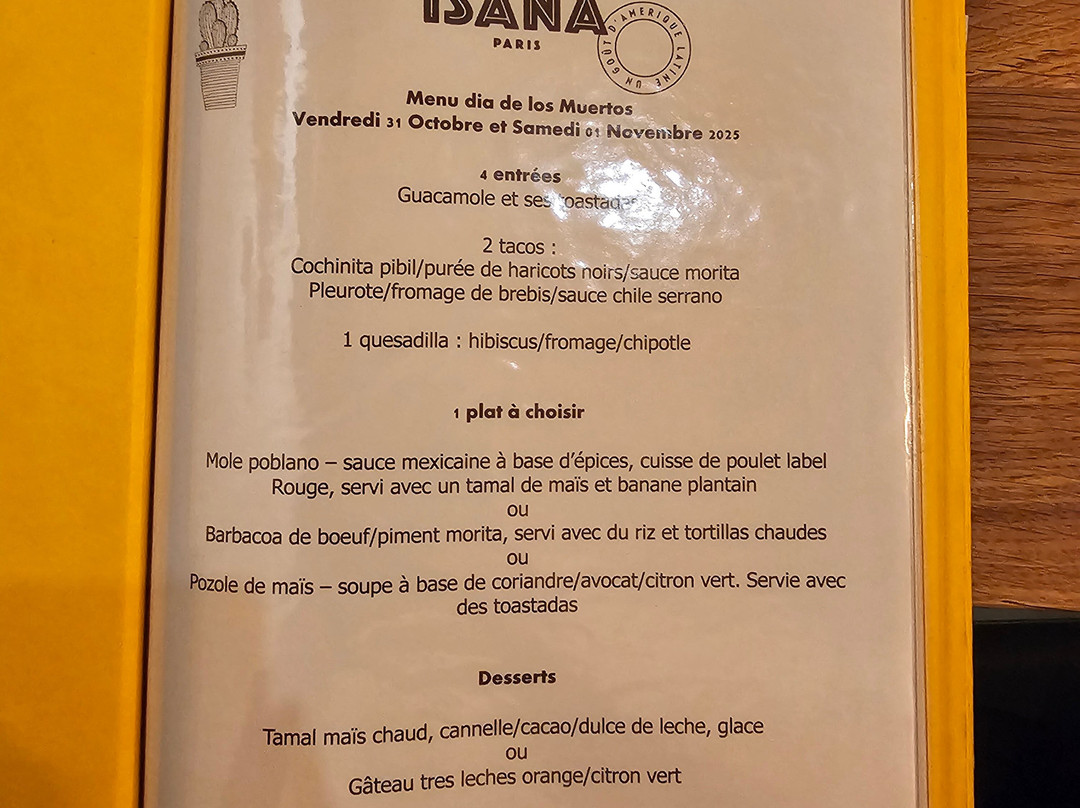 ISANA
PARIS
UN GOÛT D'AMERIQUE LATINE
Menu dia de los Muertos
Vendredi 31 Octobre et Samedi 01 Novembre 2025
4 entrées
Guacamole et ses toastadas
2 tacos :
Cochinita pibil/purée de haricots noirs/sauce morita
Pleurote/fromage de brebis/sauce chile serrano
1 quesadilla : hibiscus/fromage/chipotle
1 plat à choisir
Mole poblano – sauce mexicaine à base d'épices, cuisse de poulet label
Rouge, servi avec un tamal de maïs et banane plantain
ou
Barbacoa de boeuf/piment morita, servi avec du riz et tortillas chaudes
ou
Pozole de maïs – soupe à base de coriandre/avocat/citron vert. Servie avec
des toastadas
Desserts
Tamal maïs chaud, cannelle/cacao/dulce de leche, glace
ou
Gâteau tres leches orange/citron vert